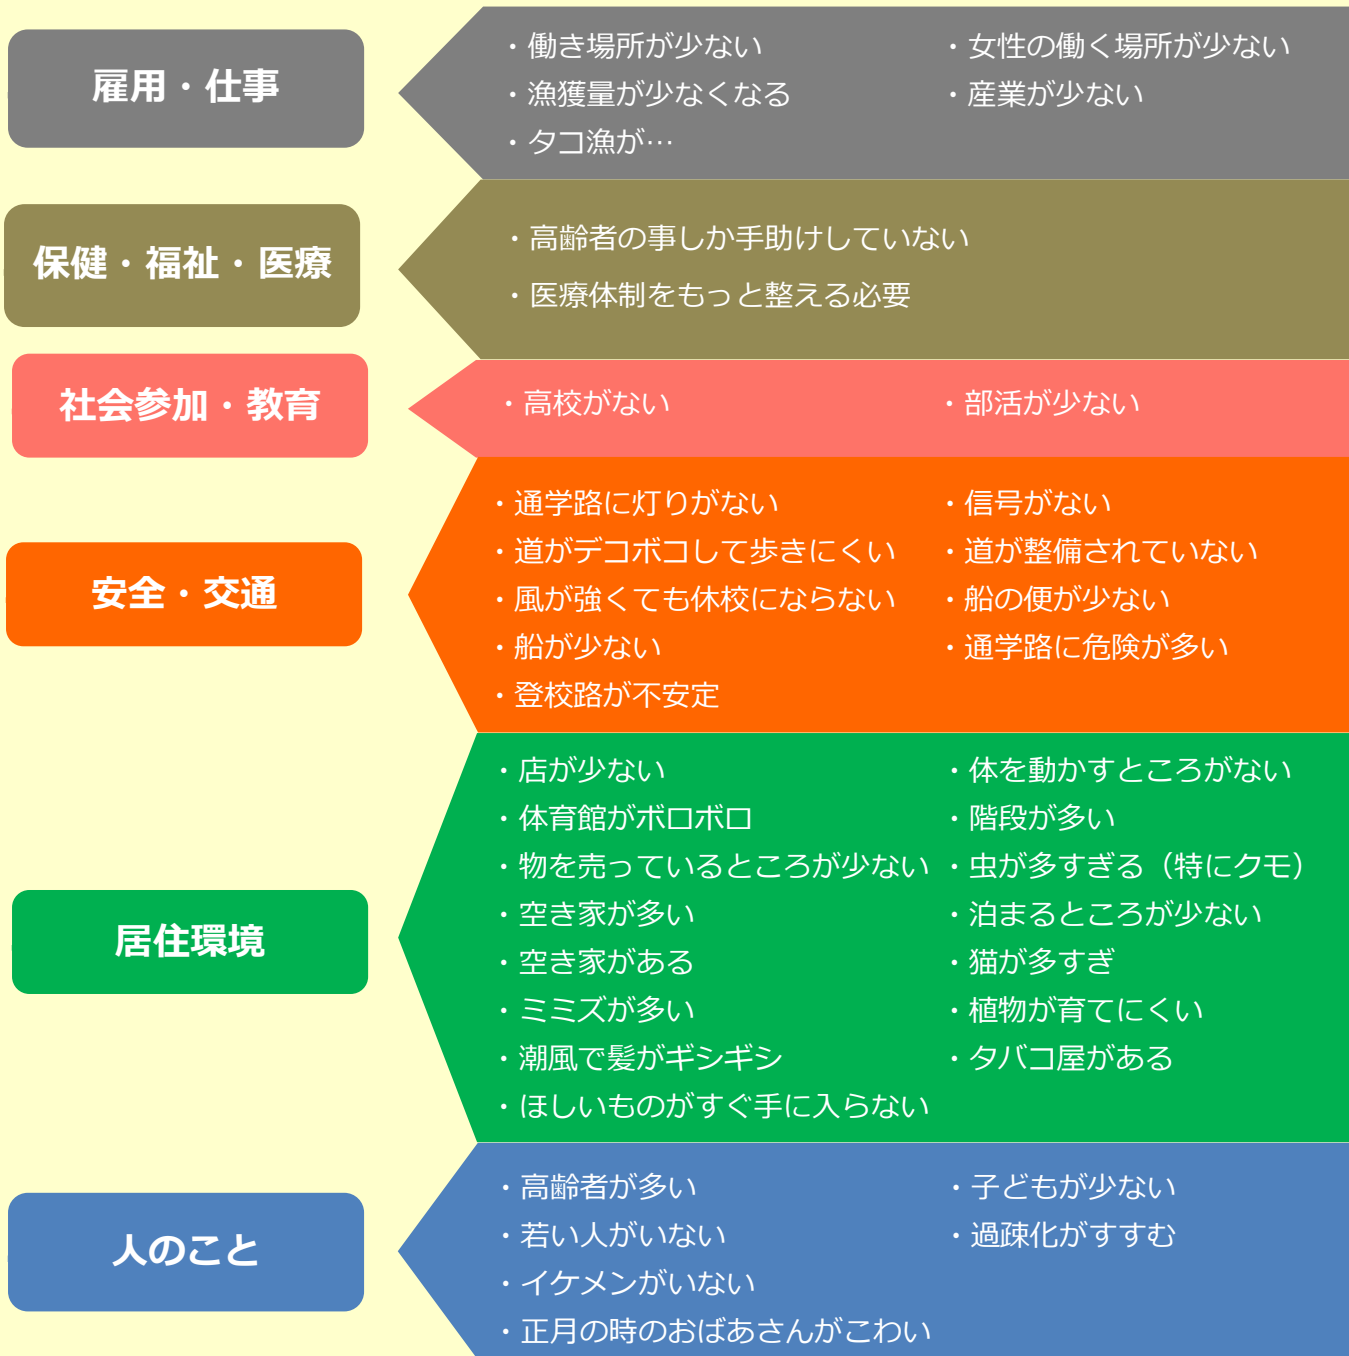 雇用・仕事
・働き場所が少ない
・漁獲量が少なくなる
・タコ漁が…
・女性の働く場所が少ない
・産業が少ない
保健・福祉・医療
・高齢者の事しか手助けしていない
・医療体制をもっと整える必要
社会参加・教育
・高校がない
・部活が少ない
安全・交通
・通学路に灯りがない
・道がデコボコして歩きにくい
・風が強くても休校にならない
・船が少ない
・登校路が不安定
・信号がない
・道が整備されていない
・船の便が少ない
・通学路に危険が多い
居住環境
・店が少ない
・体育館がボロボロ
・物を売っているところが少ない
・空き家が多い
・空き家がある
・ミミズが多い
・潮風で髪がギシギシ
・ほしいものがすぐ手に入らない
・体を動かすところがない
・階段が多い
・虫が多すぎる（特にクモ）
・泊まるところが少ない
・猫が多すぎ
・植物が育てにくい
・タバコ屋がある
人のこと
・高齢者が多い
・若い人がいない
・イケメンがいない
・正月の時のおばあさんがこわい
・子どもが少ない
・過疎化がすすむ